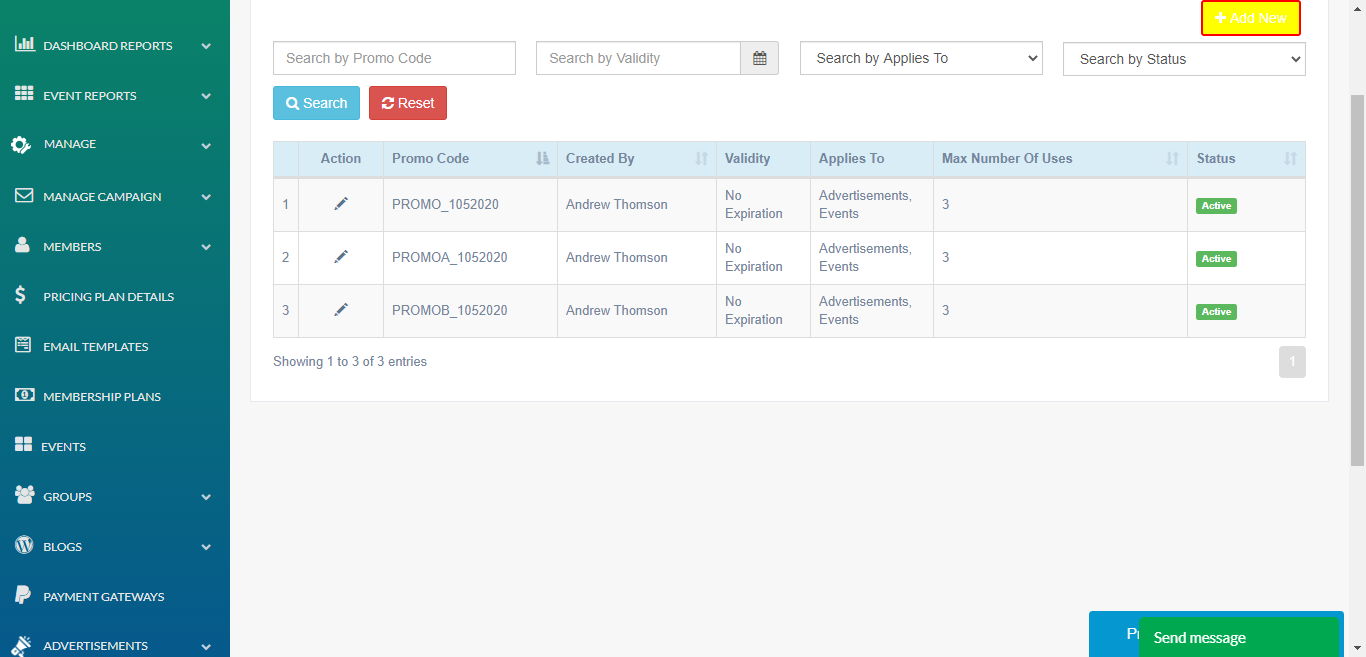 DASHBOARD REPORTS
EVENT REPORTS
MANAGE
MANAGE CAMPAIGN
MEMBERS
PRICING PLAN DETAILS
EMAIL TEMPLATES
MEMBERSHIP PLANS
EVENTS
GROUPS
BLOGS
PAYMENT GATEWAYS
ADVERTISEMENTS
Add New
Search by Promo Code Search by Validity Search by Applies To Search by Status
Search Reset
Action Promo Code Created By Validity Applies To Max Number Of Uses Status
1 PROMO_1052020 Andrew Thomson No Expiration Advertisements, Events 3 Active
2 PROMOA_1052020 Andrew Thomson No Expiration Advertisements, Events 3 Active
3 PROMOB_1052020 Andrew Thomson No Expiration Advertisements, Events 3 Active
Showing 1 to 3 of 3 entries 1
Send message